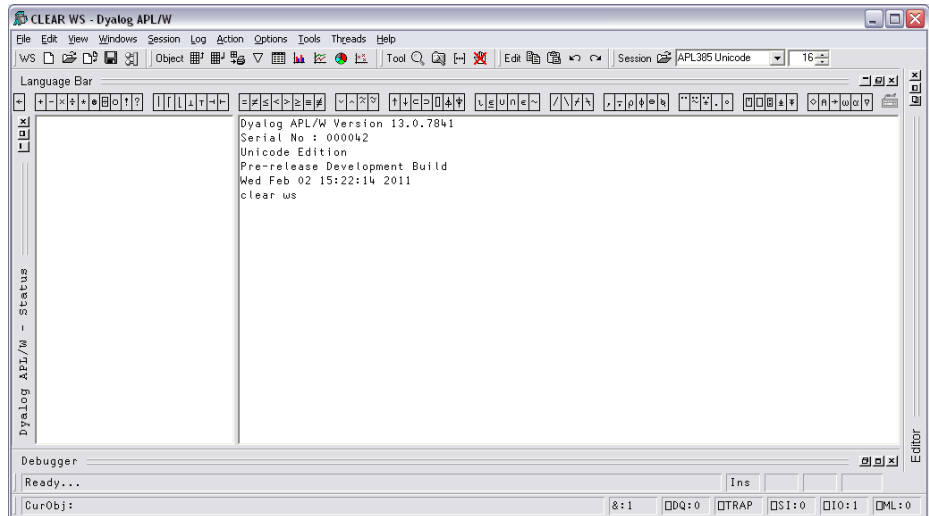 CLEAR WS - Dyalog APL/W
File Edit View Windows Session Log Action Options Tools Threads Help
WS Object Tool Edit Session APL385 Unicode 16
Language Bar
← + - × ÷ * ⍟ ⌹ ○ ! ? | ⌈ ⌊ ⊥ ⊤ ⊣ ⊢ = ≠ ≤ < > ≥ ≡ ≢ ∨ ∧ ⍲ ⍱ ↑ ↓ ⊂ ⊃ ⌷ ⍋ ⍒ ⍳ ⍷ ∪ ∩ ∊ ~ / \ ⌿ ⍀ , ⍪ ⍴ ⌽ ⊖ ⍉ ¨ ⍨ ⍣ . ∘ ⍞ ⎕ ⍠ ⍎ ⍕ ⋄ ⍝ → ⍵ ⍺ ∇
Dyalog APL/W Version 13.0.7841
Serial No : 000042
Unicode Edition
Pre-release Development Build
Wed Feb 02 15:22:14 2011
clear ws
Dyalog APL/W - Status
Editor
Debugger
Ready... Ins
CurObj: &:1 ⎕DQ:0 ⎕TRAP ⎕SI:0 ⎕IO:1 ⎕ML:0